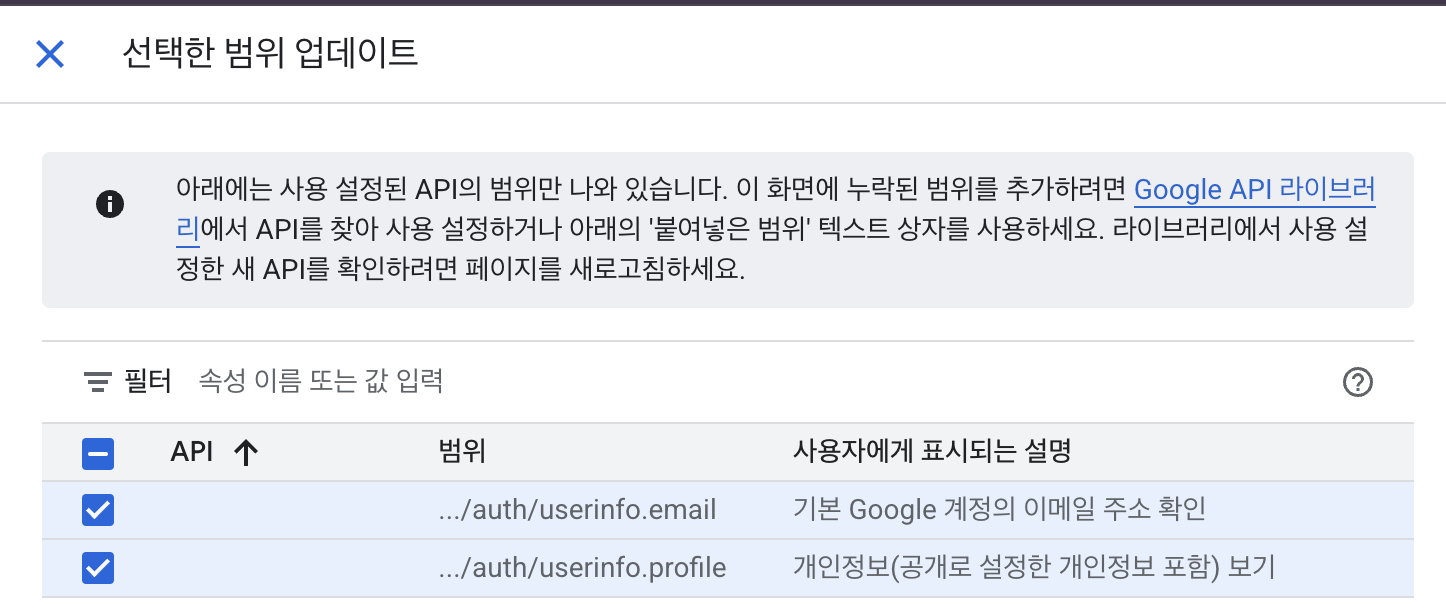 선택한 범위 업데이트
아래에는 사용 설정된 API의 범위만 나와 있습니다. 이 화면에 누락된 범위를 추가하려면 Google API 라이브러
리에서 API를 찾아 사용 설정하거나 아래의 '붙여넣은 범위' 텍스트 상자를 사용하세요. 라이브러리에서 사용 설
정한 새 API를 확인하려면 페이지를 새로고침하세요.
필터 속성 이름 또는 값 입력
API 범위 사용자에게 표시되는 설명
.../auth/userinfo.email 기본 Google 계정의 이메일 주소 확인
.../auth/userinfo.profile 개인정보(공개로 설정한 개인정보 포함) 보기